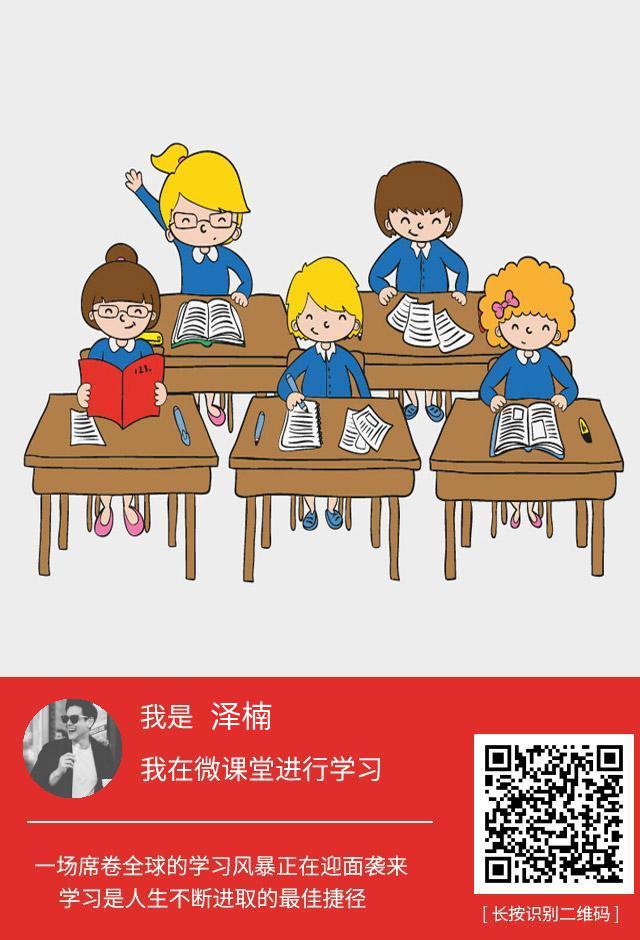 123.
我是 泽楠
我在微课堂进行学习
一场席卷全球的学习风暴正在迎面袭来
学习是人生不断进取的最佳捷径
[ 长按识别二维码 ]